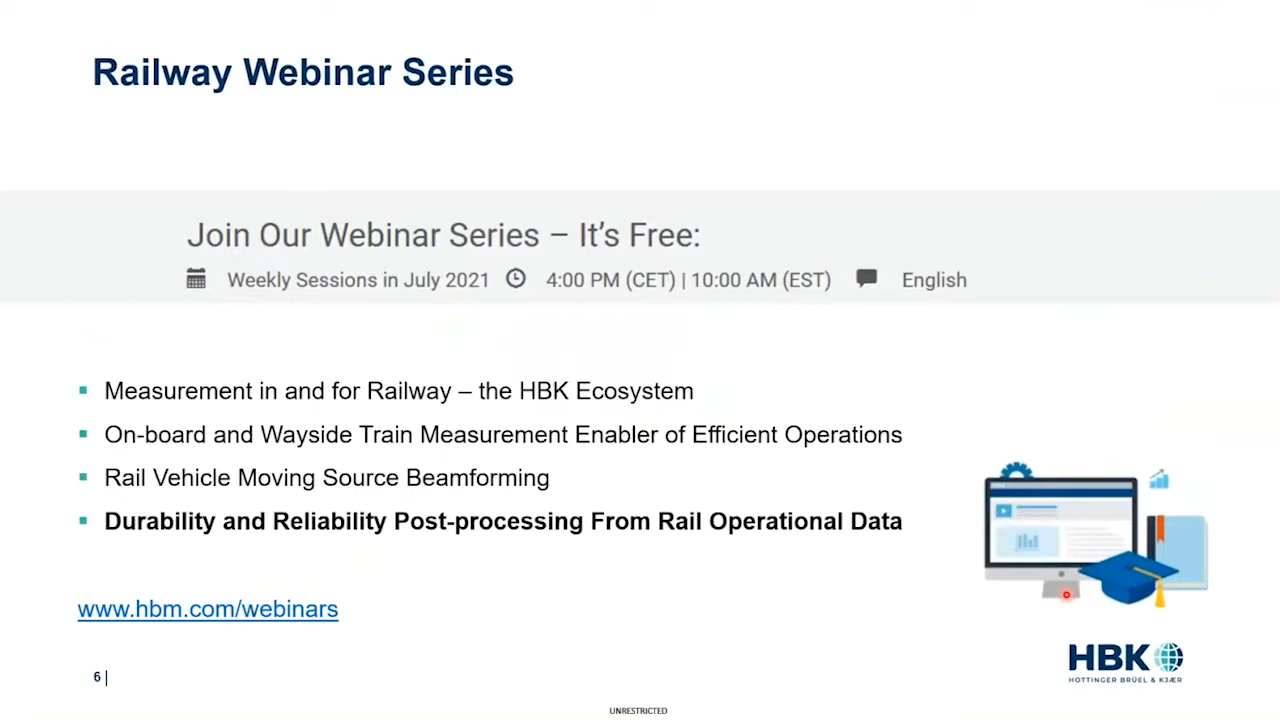 Railway Webinar Series
Join Our Webinar Series – It’s Free:
Weekly Sessions in July 2021 4:00 PM (CET) | 10:00 AM (EST) English
Measurement in and for Railway – the HBK Ecosystem
On-board and Wayside Train Measurement Enabler of Efficient Operations
Rail Vehicle Moving Source Beamforming
Durability and Reliability Post-processing From Rail Operational Data
www.hbm.com/webinars
6 |
HBK
HOTTINGER BRÜEL & KJÆR
UNRESTRICTED